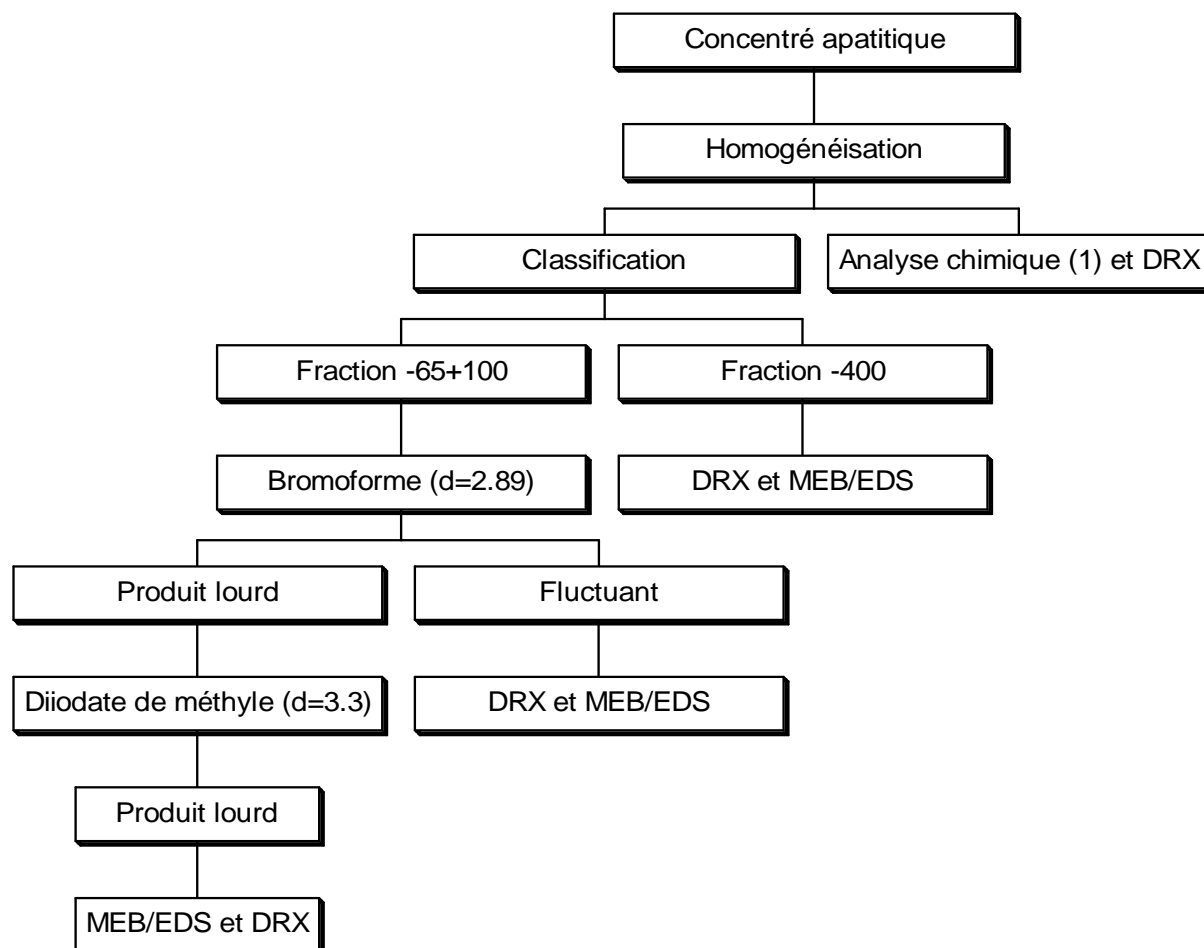 Concentré apatitique
Homogénéisation
Classification
Analyse chimique (1) et DRX
Fraction -65+100
Fraction -400
Bromoforme (d=2.89)
DRX et MEB/EDS
Produit lourd
Fluctuant
Diiodate de méthyle (d=3.3)
DRX et MEB/EDS
Produit lourd
MEB/EDS et DRX